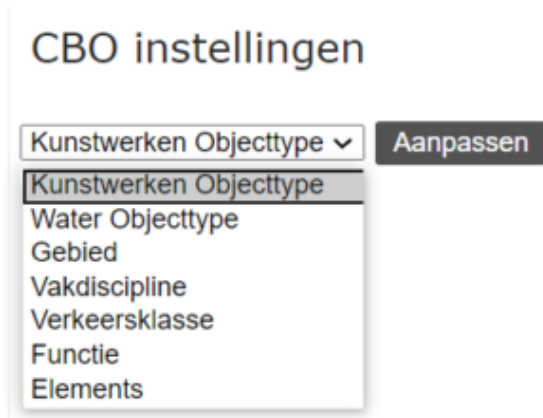 CBO instellingen
Kunstwerken Objecttype Aanpassen
Kunstwerken Objecttype
Water Objecttype
Gebied
Vakdiscipline
Verkeersklasse
Functie
Elements